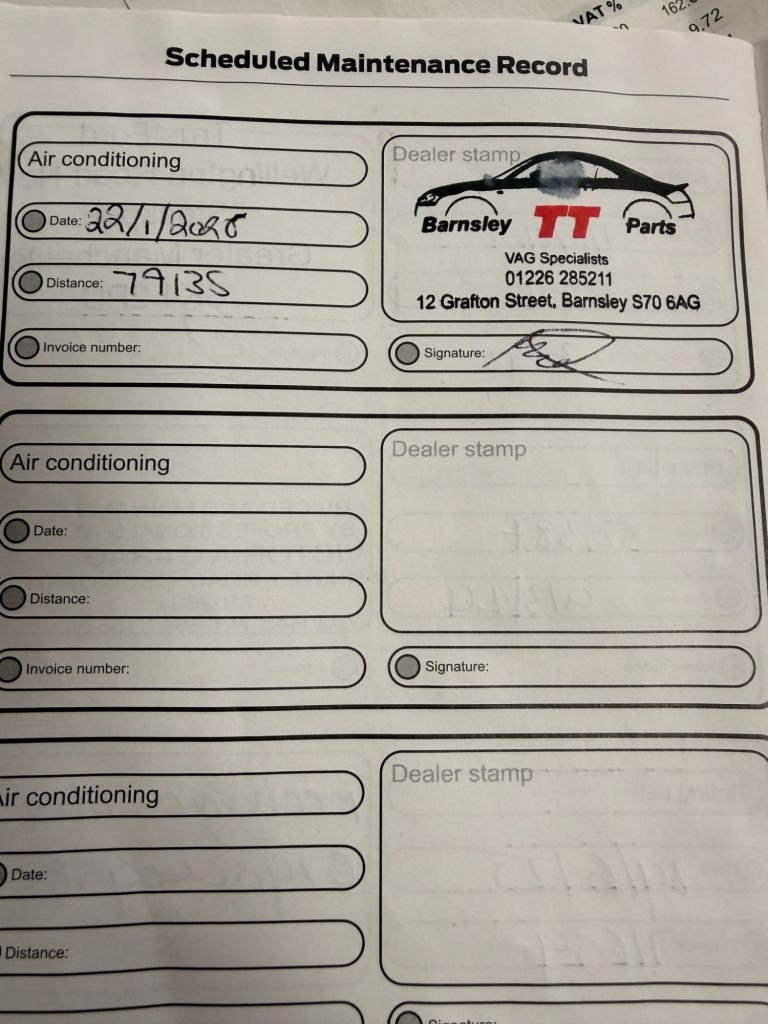 VAT %
9.72
Scheduled Maintenance Record
Air conditioning
Date: 22/1/2025
Distance: 79135
Invoice number:
Dealer stamp
Barnsley TT Parts
VAG Specialists
01226 285211
12 Grafton Street, Barnsley S70 6AG
Signature:
Air conditioning
Date:
Distance:
Invoice number:
Dealer stamp
Signature:
Air conditioning
Date:
Distance:
Dealer stamp
Signature: